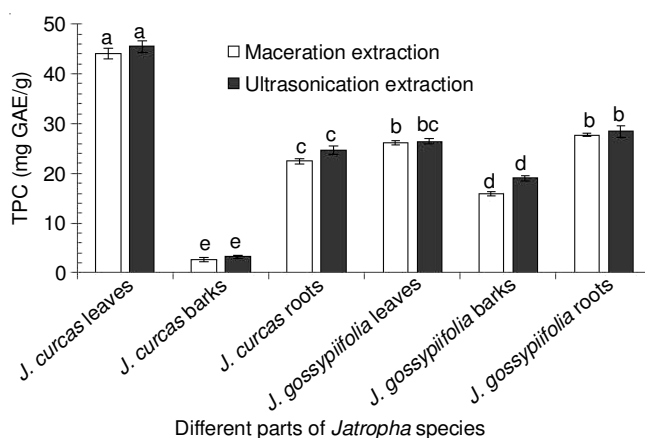 50
40
30
20
10
0
TPC (mg GAE/g)
Maceration extraction
Ultrasonication extraction
a a
e e
c c
b bc
d d
b b
J. curcas leaves
J. curcas barks
J. curcas roots
J. gossypiifolia leaves
J. gossypiifolia barks
J. gossypiifolia roots
Different parts of Jatropha species